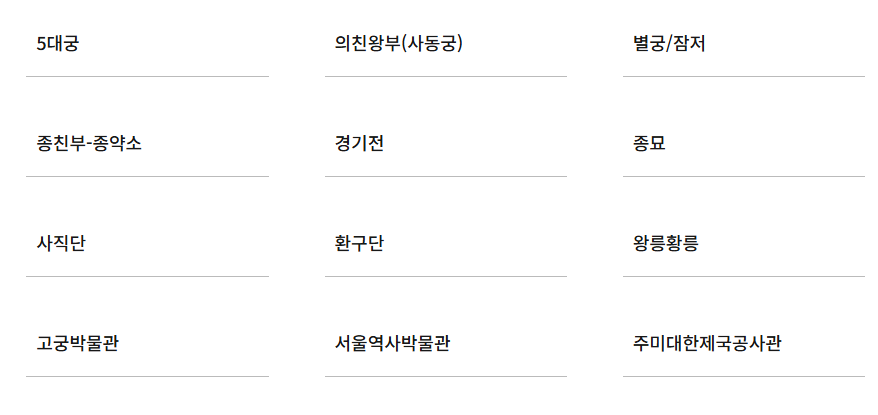 5대궁
의친왕부(사동궁)
별궁/잠저
종친부-종약소
경기전
종묘
사직단
환구단
왕릉황릉
고궁박물관
서울역사박물관
주미대한제국공사관